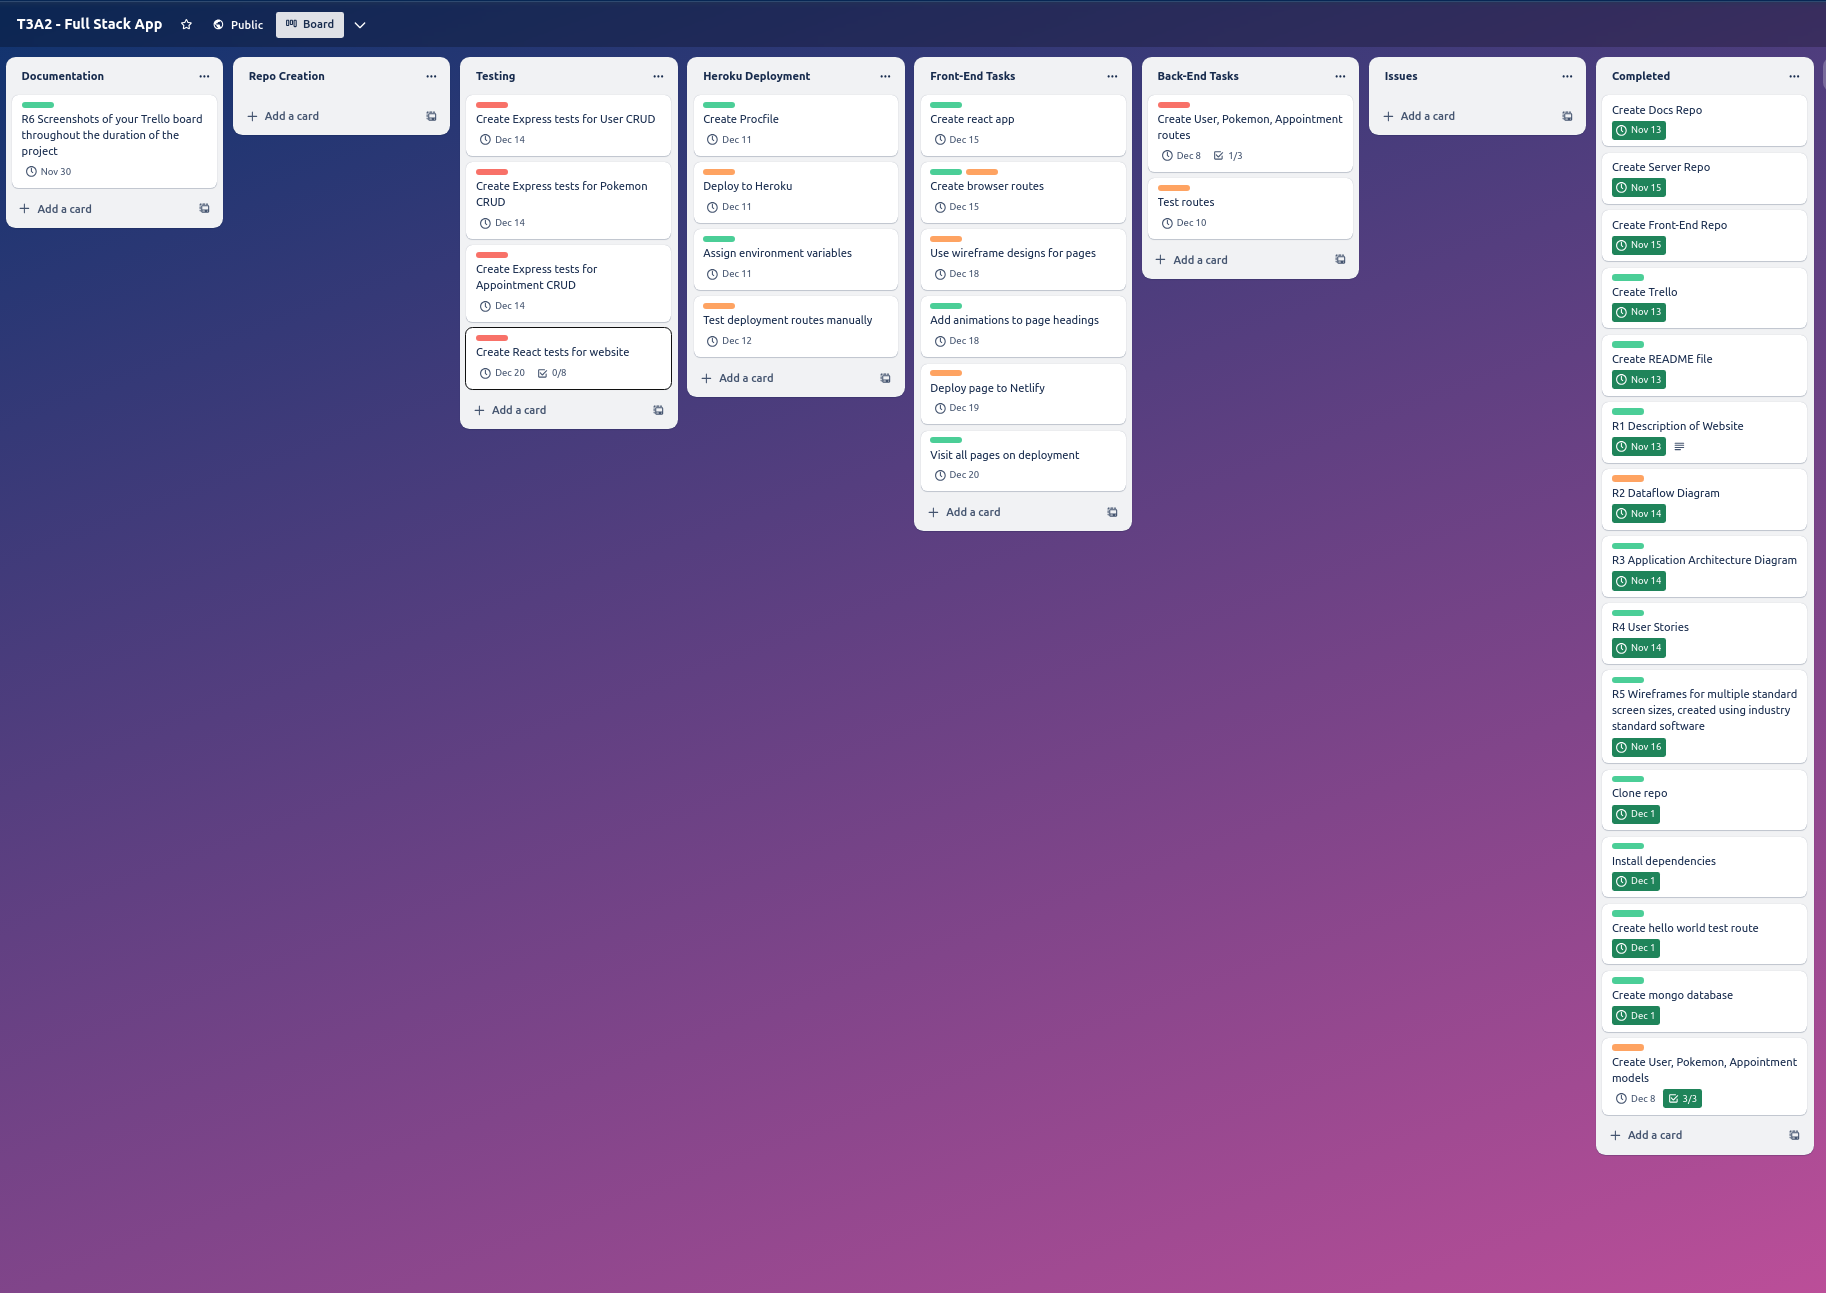 T3A2 - Full Stack App
Public
Board
Documentation
R6 Screenshots of your Trello board
throughout the duration of the
project
Nov 30
Add a card
Repo Creation
Add a card
Testing
Create Express tests for User CRUD
Dec 14
Create Express tests for Pokemon
CRUD
Dec 14
Create Express tests for
Appointment CRUD
Dec 14
Create React tests for website
Dec 20 0/8
Add a card
Heroku Deployment
Create Procfile
Dec 11
Deploy to Heroku
Dec 11
Assign environment variables
Dec 11
Test deployment routes manually
Dec 12
Add a card
Front-End Tasks
Create react app
Dec 15
Create browser routes
Dec 15
Use wireframe designs for pages
Dec 18
Add animations to page headings
Dec 18
Deploy page to Netlify
Dec 19
Visit all pages on deployment
Dec 20
Add a card
Back-End Tasks
Create User, Pokemon, Appointment
routes
Dec 8 1/3
Test routes
Dec 10
Add a card
Issues
Add a card
Completed
Create Docs Repo
Nov 13
Create Server Repo
Nov 15
Create Front-End Repo
Nov 15
Create Trello
Nov 13
Create README file
Nov 13
R1 Description of Website
Nov 13
R2 Dataflow Diagram
Nov 14
R3 Application Architecture Diagram
Nov 14
R4 User Stories
Nov 14
R5 Wireframes for multiple standard
screen sizes, created using industry
standard software
Nov 16
Clone repo
Dec 1
Install dependencies
Dec 1
Create hello world test route
Dec 1
Create mongo database
Dec 1
Create User, Pokemon, Appointment
models
Dec 8 3/3
Add a card